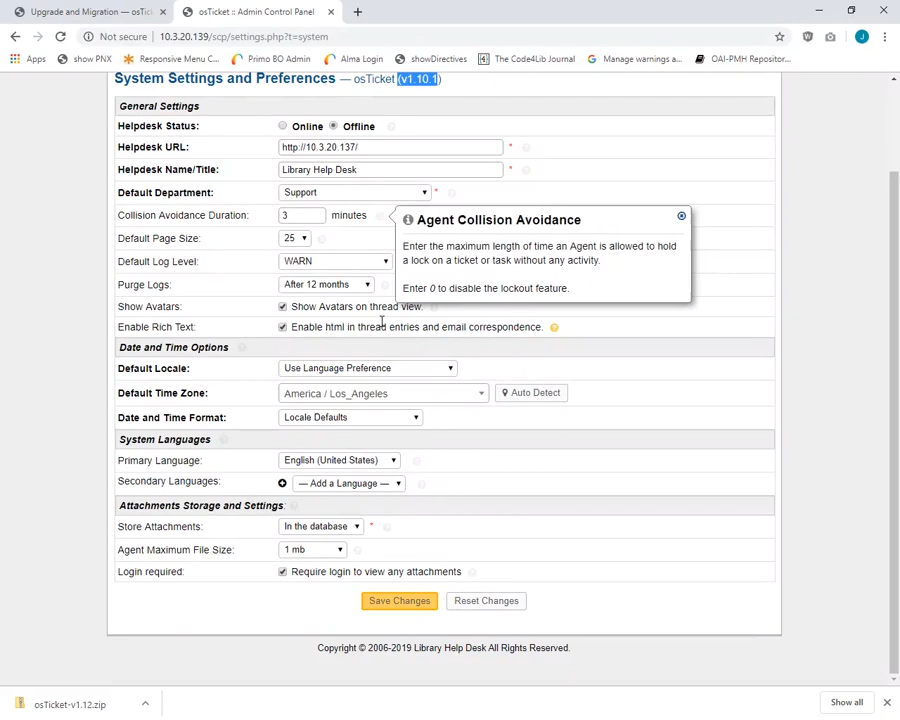 Upgrade and Migration — osTic
osTicket :: Admin Control Panel
Not secure | 10.3.20.139/scp/settings.php?t=system
Apps show PNX Responsive Menu C... Primo BO Admin Alma Login showDirectives The Code4Lib Journal Manage warnings a... OAI-PMH Repositor...
System Settings and Preferences — osTicket (v1.10.1)
General Settings
Helpdesk Status: Online Offline
Helpdesk URL: http://10.3.20.137/ *
Helpdesk Name/Title: Library Help Desk *
Default Department: Support *
Collision Avoidance Duration: 3 minutes
Agent Collision Avoidance
Enter the maximum length of time an Agent is allowed to hold
a lock on a ticket or task without any activity.
Enter 0 to disable the lockout feature.
Default Page Size: 25
Default Log Level: WARN
Purge Logs: After 12 months
Show Avatars: Show Avatars on thread view.
Enable Rich Text: Enable html in thread entries and email correspondence.
Date and Time Options
Default Locale: Use Language Preference
Default Time Zone: America / Los_Angeles Auto Detect
Date and Time Format: Locale Defaults
System Languages
Primary Language: English (United States)
Secondary Languages: — Add a Language —
Attachments Storage and Settings:
Store Attachments: In the database *
Agent Maximum File Size: 1 mb
Login required: Require login to view any attachments
Save Changes Reset Changes
Copyright © 2006-2019 Library Help Desk All Rights Reserved.
osTicket-v1.12.zip
Show all